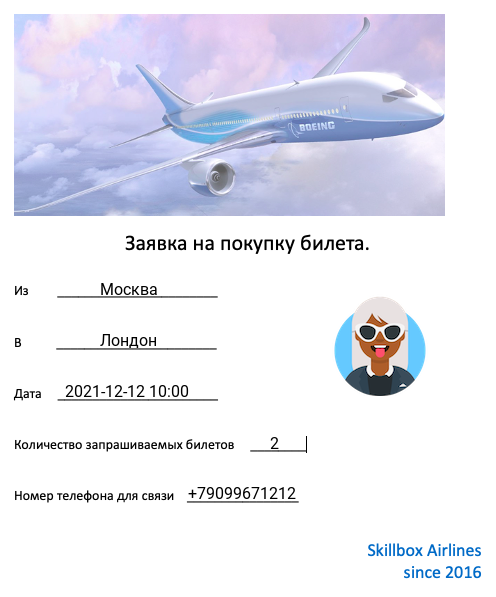 BOEING
Заявка на покупку билета.
Из Москва
В Лондон
Дата 2021-12-12 10:00
Количество запрашиваемых билетов 2
Номер телефона для связи +79099671212
Skillbox Airlines
since 2016